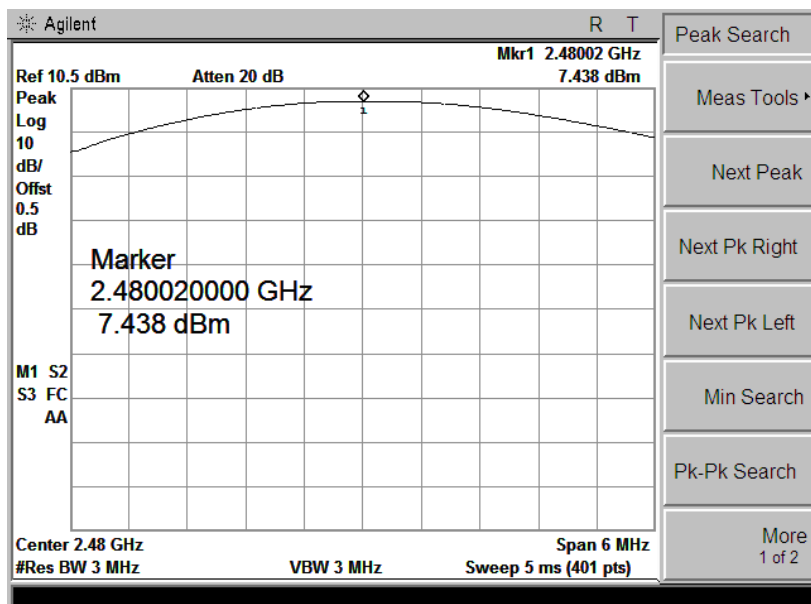 Agilent R T
Mkr1 2.48002 GHz
Ref 10.5 dBm Atten 20 dB 7.438 dBm
Peak
Log
10
dB/
Offst
0.5
dB
1
Marker
2.480020000 GHz
7.438 dBm
M1 S2
S3 FC
AA
Center 2.48 GHz Span 6 MHz
#Res BW 3 MHz VBW 3 MHz Sweep 5 ms (401 pts)
Peak Search
Meas Tools
Next Peak
Next Pk Right
Next Pk Left
Min Search
Pk-Pk Search
More
1 of 2